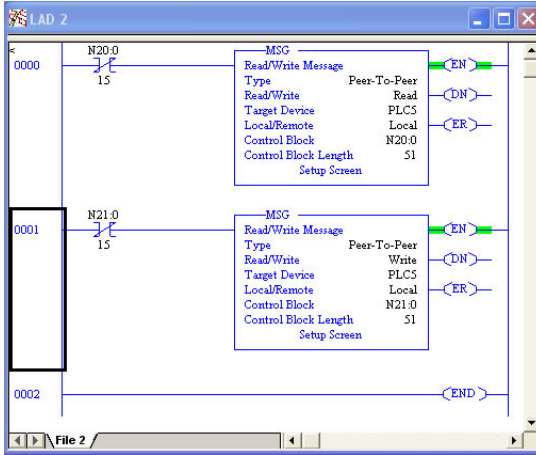 LAD 2
N20:0
15
0000
MSG
Read/Write Message
Type Peer-To-Peer
Read/Write Read
Target Device PLC5
Local/Remote Local
Control Block N20:0
Control Block Length 51
Setup Screen
EN
DN
ER
N21:0
15
0001
MSG
Read/Write Message
Type Peer-To-Peer
Read/Write Write
Target Device PLC5
Local/Remote Local
Control Block N21:0
Control Block Length 51
Setup Screen
EN
DN
ER
0002
END
File 2